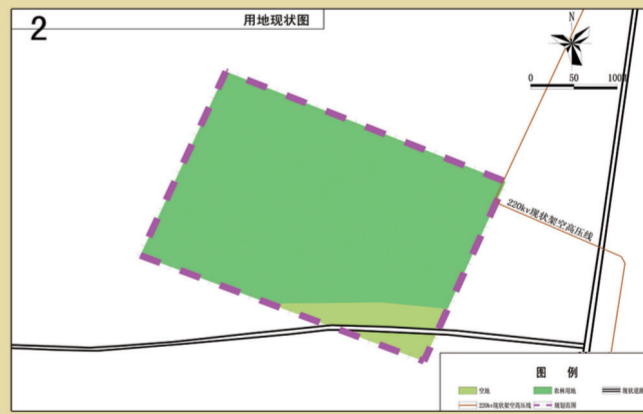 2
用地现状图
N
0 50 100
220kv现状架空高压线
图 例
空地
农林用地
现状道路
220kv现状架空高压线
规划范围